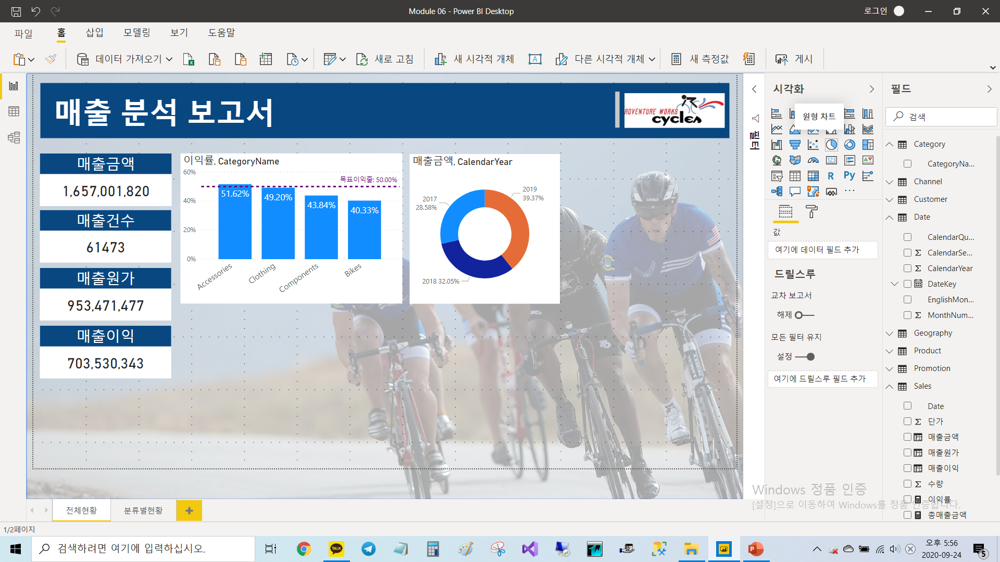 Module 06 - Power BI Desktop
로그인
파일
홈
삽입
모델링
보기
도움말
데이터 가져오기
새로 고침
새 시각적 개체
다른 시각적 개체
새 측정값
게시
매출 분석 보고서
ADVENTURE WORKS
cycles
매출금액
1,657,001,820
매출건수
61473
매출원가
953,471,477
매출이익
703,530,343
이익률, CategoryName
60%
40%
20%
0%
목표이익줄: 50.00%
51.62%
49.20%
43.84%
40.33%
Accessories
Clothing
Components
Bikes
매출금액, CalendarYear
2017
28.58%
2019
39.37%
2018 32.05%
필터
시각화
원형 차트
123
R
Py
값
여기에 데이터 필드 추가
드릴스루
교차 보고서
해제
모든 필터 유지
설정
여기에 드릴스루 필드 추가
필드
검색
Category
CategoryNa...
Channel
Customer
Date
CalendarQu...
CalendarSe...
CalendarYear
DateKey
EnglishMon...
MonthNum...
Geography
Product
Promotion
Sales
Date
단가
매출금액
매출원가
매출이익
수량
이익률
총매출금액
Windows 정품 인증
[설정]으로 이동하여 Windows를 정품 인증합니다.
전체현황
분류별현황
1/2페이지
검색하려면 여기에 입력하십시오.
TALK
오후 5:56
2020-09-24
5